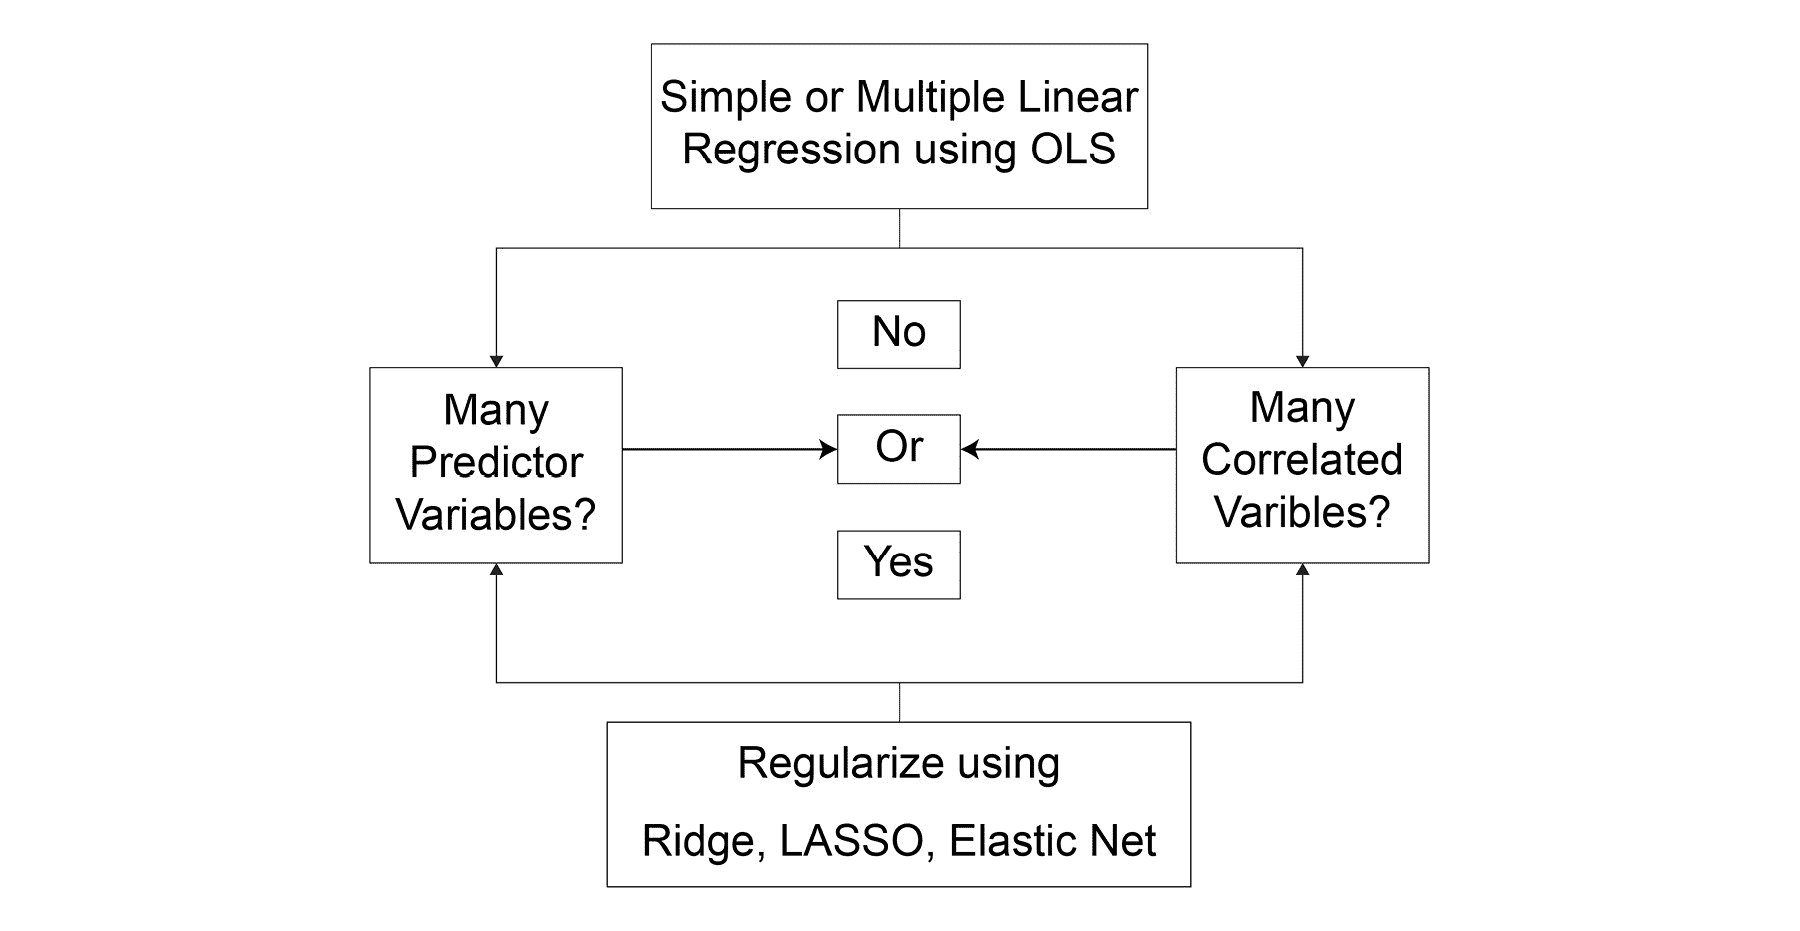 Simple or Multiple Linear
Regression using OLS
No
Many
Predictor
Variables?
Or
Many
Correlated
Varibles?
Yes
Regularize using
Ridge, LASSO, Elastic Net